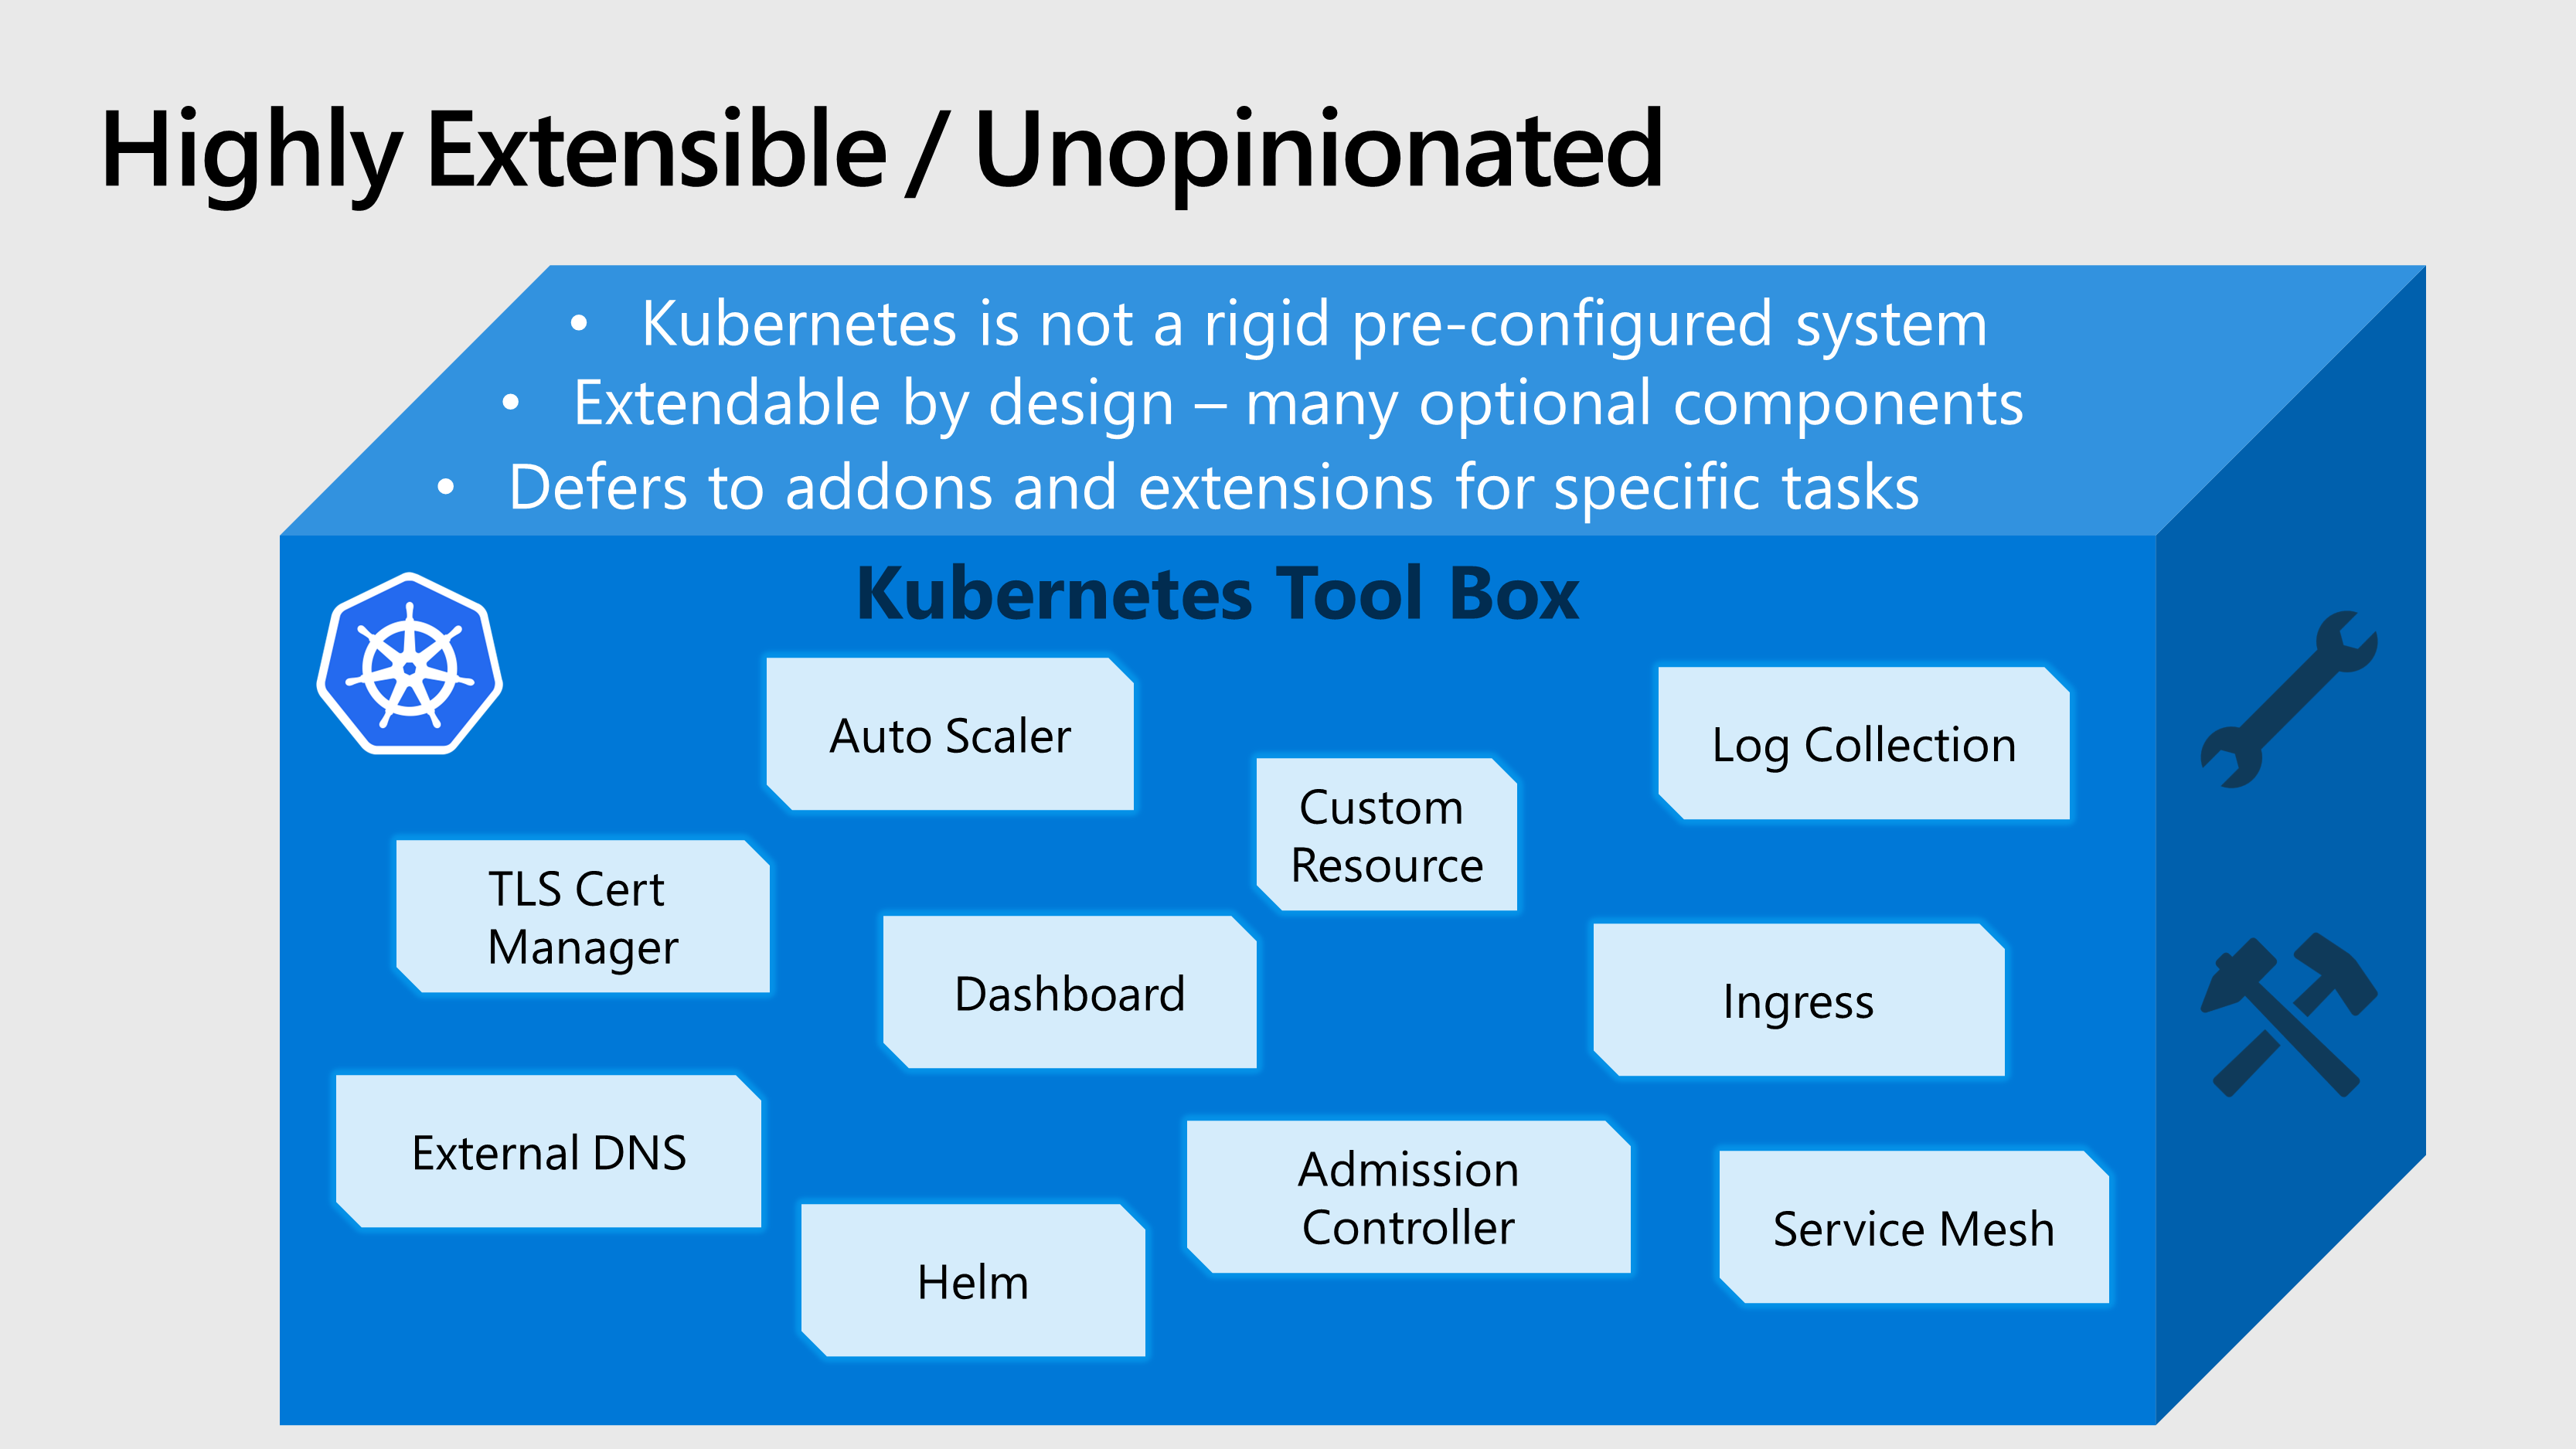 Highly Extensible / Unopinionated
• Kubernetes is not a rigid pre-configured system
• Extendable by design – many optional components
• Defers to addons and extensions for specific tasks
Kubernetes Tool Box
Auto Scaler
Log Collection
Custom
Resource
TLS Cert
Manager
Dashboard
Ingress
External DNS
Admission
Controller
Service Mesh
Helm